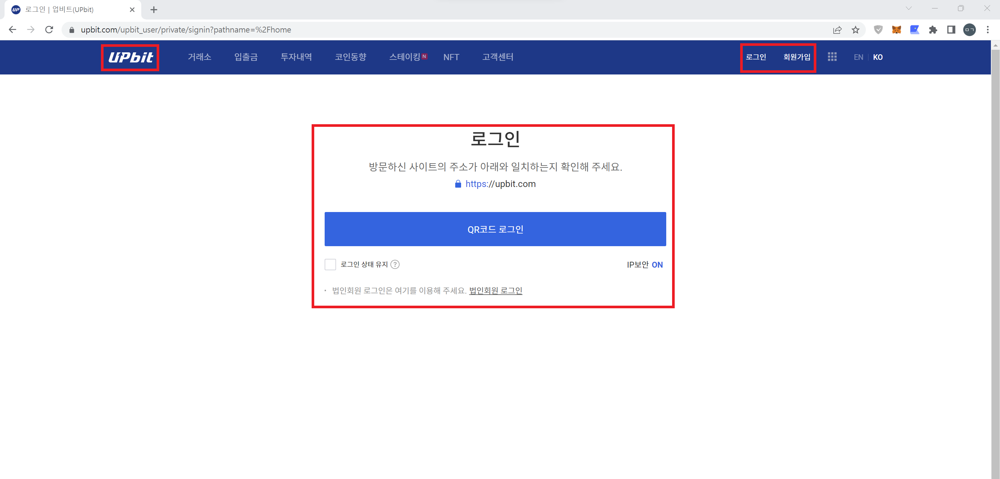 로그인 | 업비트(UPbit)
upbit.com/upbit_user/private/signin?pathname=%2Fhome
UPbit 거래소 입출금 투자내역 코인동향 스테이킹 N NFT 고객센터 로그인 회원가입 EN KO
로그인
방문하신 사이트의 주소가 아래와 일치하는지 확인해 주세요.
https://upbit.com
QR코드 로그인
로그인 상태 유지 ? IP보안 ON
· 법인회원 로그인은 여기를 이용해 주세요. 법인회원 로그인